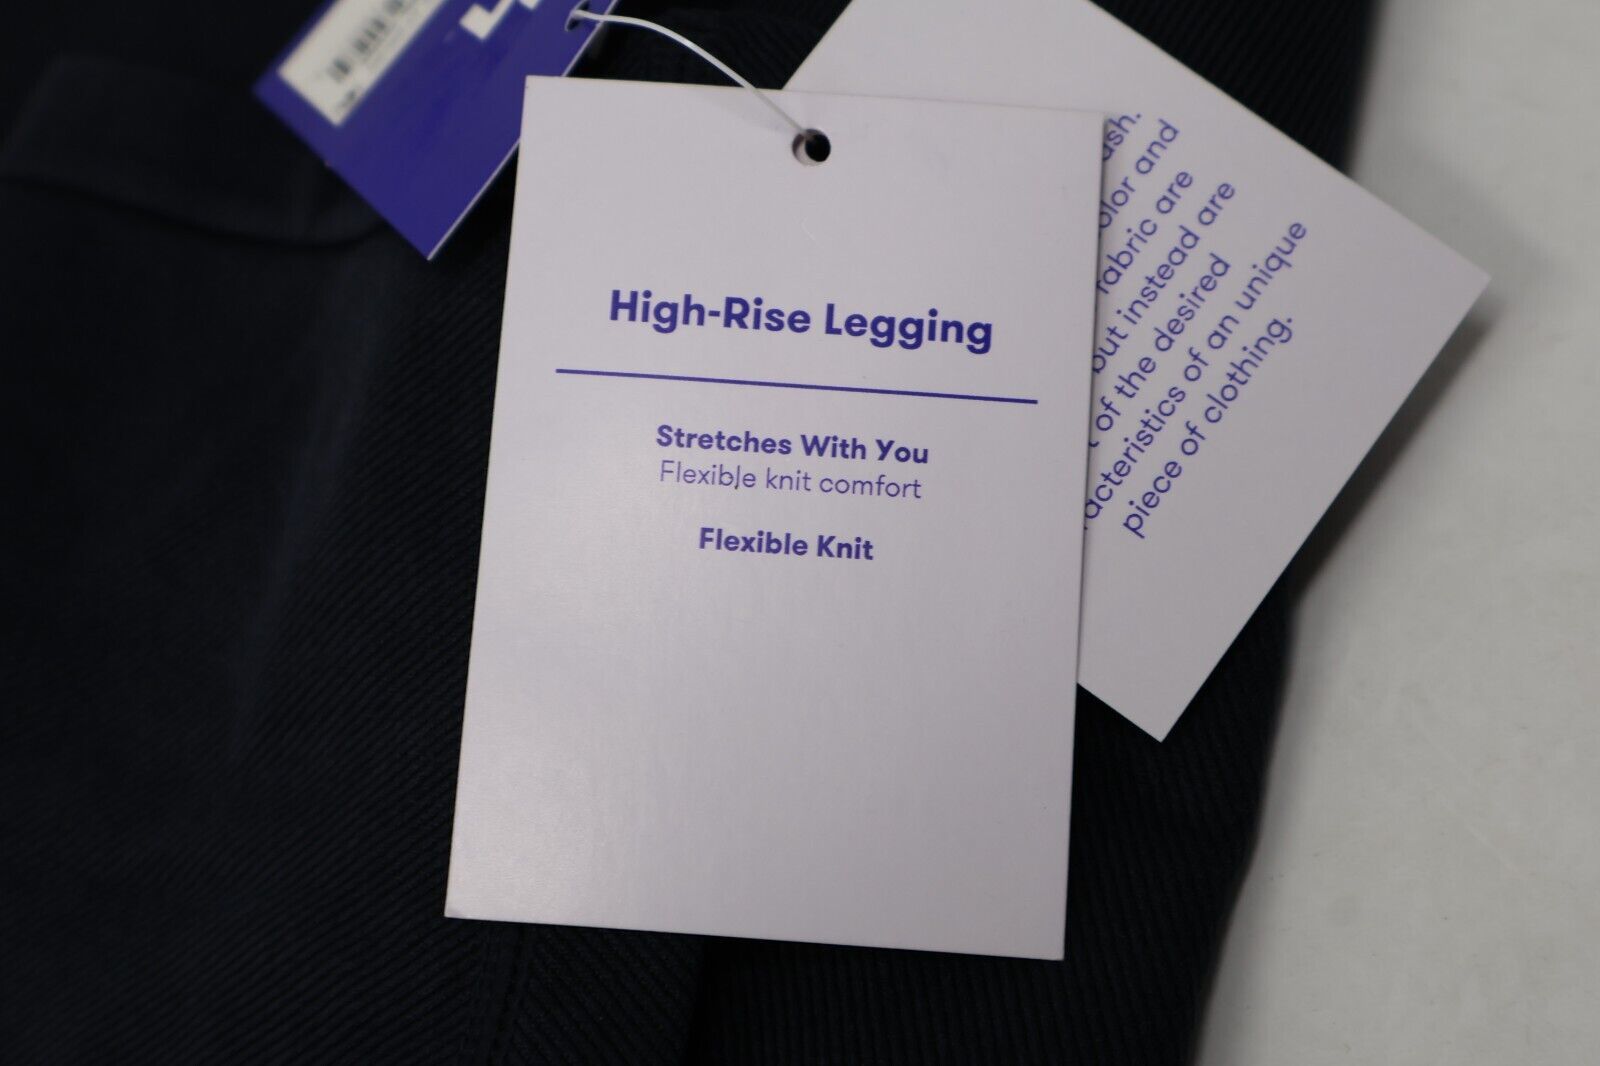 High-Rise Legging
Stretches With You
Flexible knit comfort
Flexible Knit
and
fabric are
but instead are
of the desired
of an unique
piece of clothing.